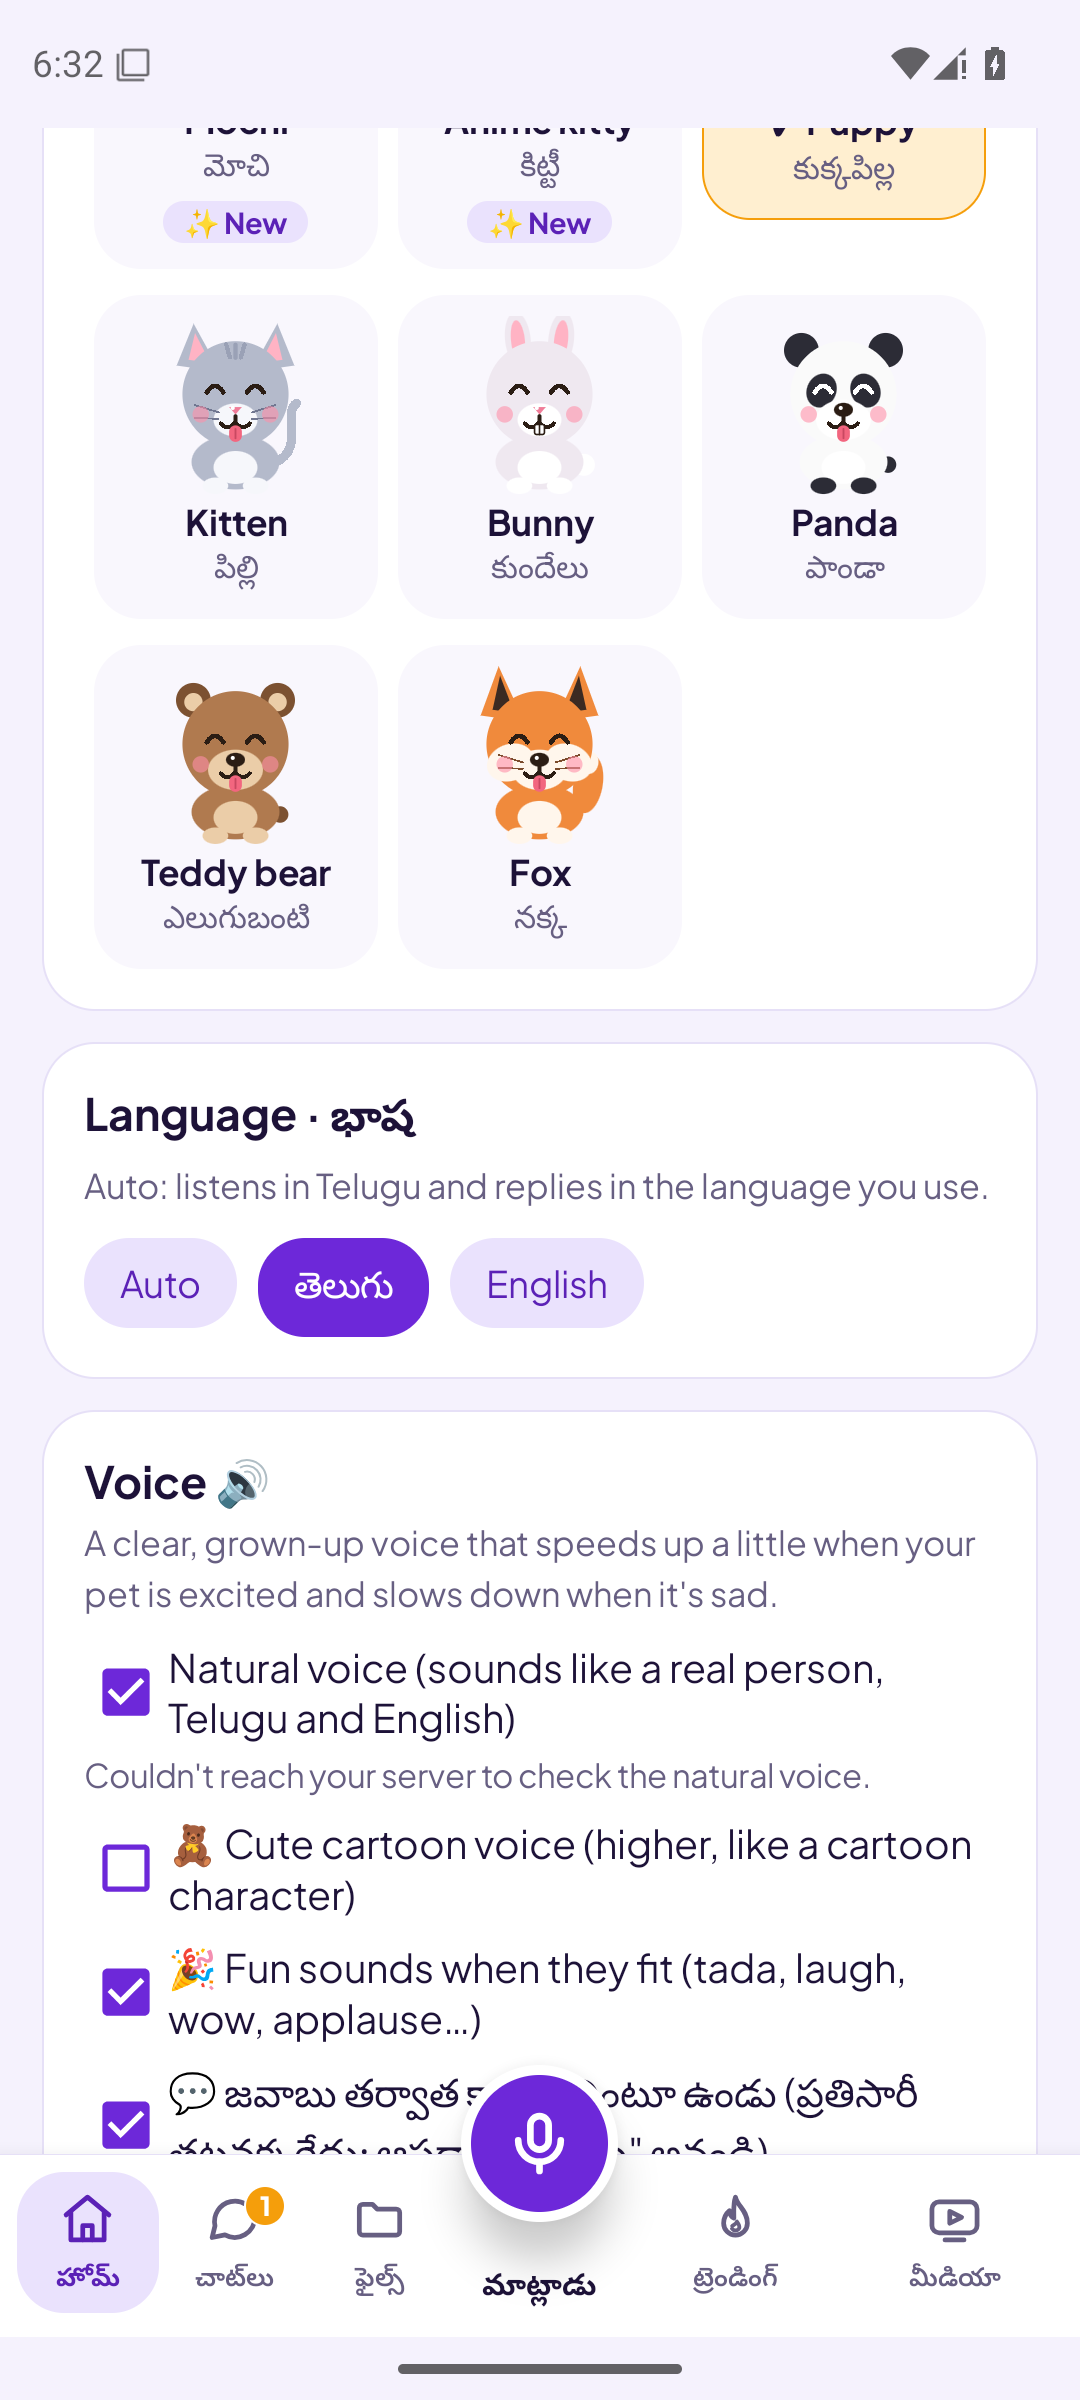 6:32
Mochi
Anime kitty
✓ Puppy
మోచి
కిట్టీ
కుక్కపిల్ల
✨ New
✨ New
Kitten
Bunny
Panda
పిల్లి
కుందేలు
పాండా
Teddy bear
Fox
ఎలుగుబంటి
నక్క
Language · భాష
Auto: listens in Telugu and replies in the language you use.
Auto
తెలుగు
English
Voice 🔊
A clear, grown-up voice that speeds up a little when your
pet is excited and slows down when it's sad.
Natural voice (sounds like a real person,
Telugu and English)
Couldn't reach your server to check the natural voice.
🧸 Cute cartoon voice (higher, like a cartoon
character)
🎉 Fun sounds when they fit (tada, laugh,
wow, applause…)
💬 జవాబు తర్వాత ఉండు (ప్రతిసారీ
1
హోమ్
చాట్‌లు
ఫైల్స్
మాట్లాడు
ట్రెండింగ్
మీడియా